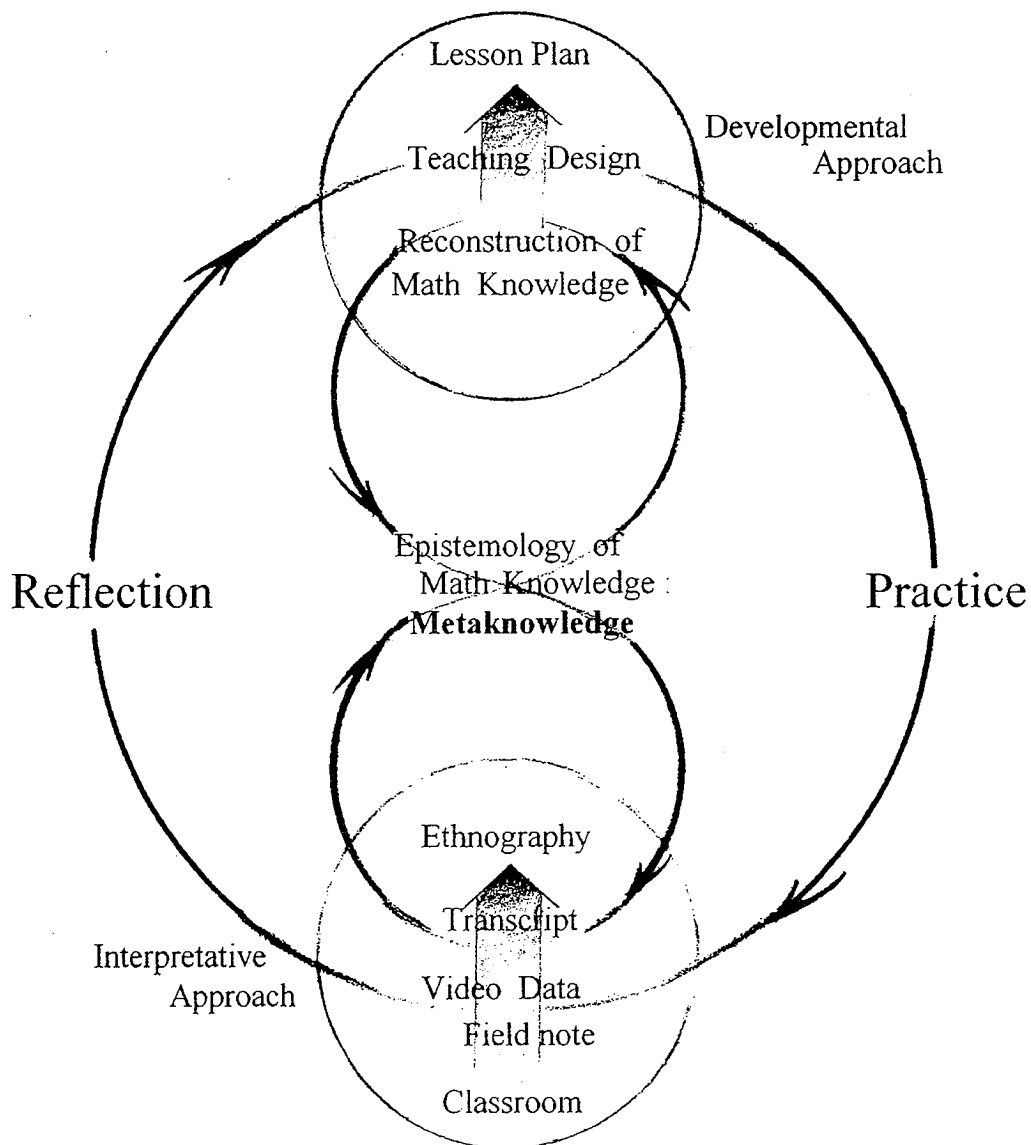 Lesson Plan
Developmental
Approach
Teaching Design
Reconstruction of
Math Knowledge
Epistemology of
Math Knowledge :
Metaknowledge
Reflection
Practice
Ethnography
Transcript
Interpretative
Approach
Video Data
Field note
Classroom